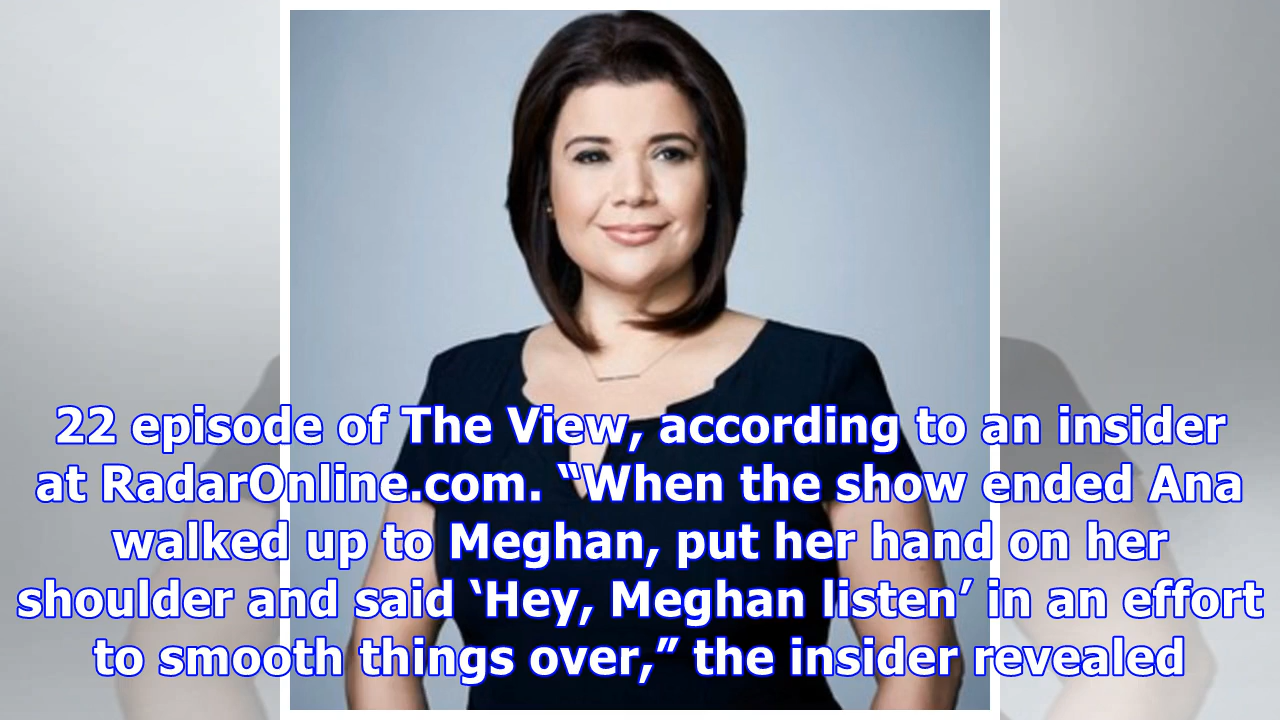 22 episode of The View, according to an insider
at RadarOnline.com. “When the show ended Ana
walked up to Meghan, put her hand on her
shoulder and said ‘Hey, Meghan listen’ in an effort
to smooth things over,” the insider revealed